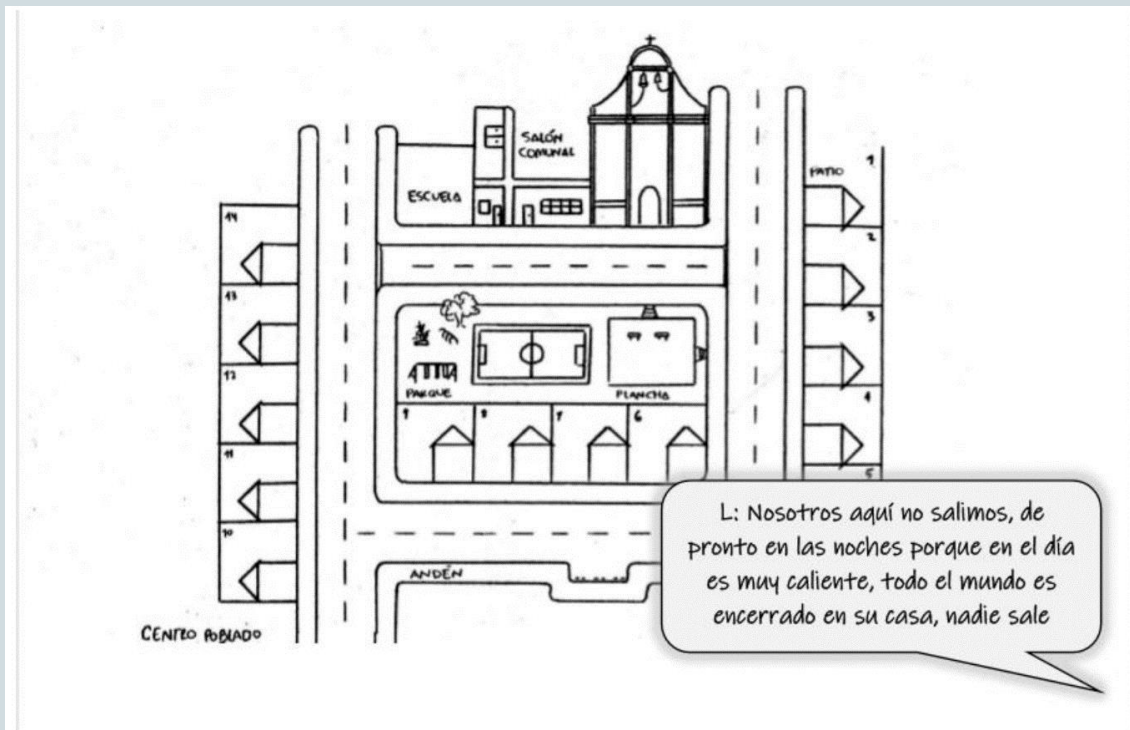 SALÓN
COMUNAL
ESCUELA
PATIO
1
2
3
4
5
14
13
12
11
10
PARQUE
PLANCHA
9
8
7
6
ANDÉN
CENTRO POBLADO
L: Nosotros aquí no salimos, de
pronto en las noches porque en el día
es muy caliente, todo el mundo es
encerrado en su casa, nadie sale